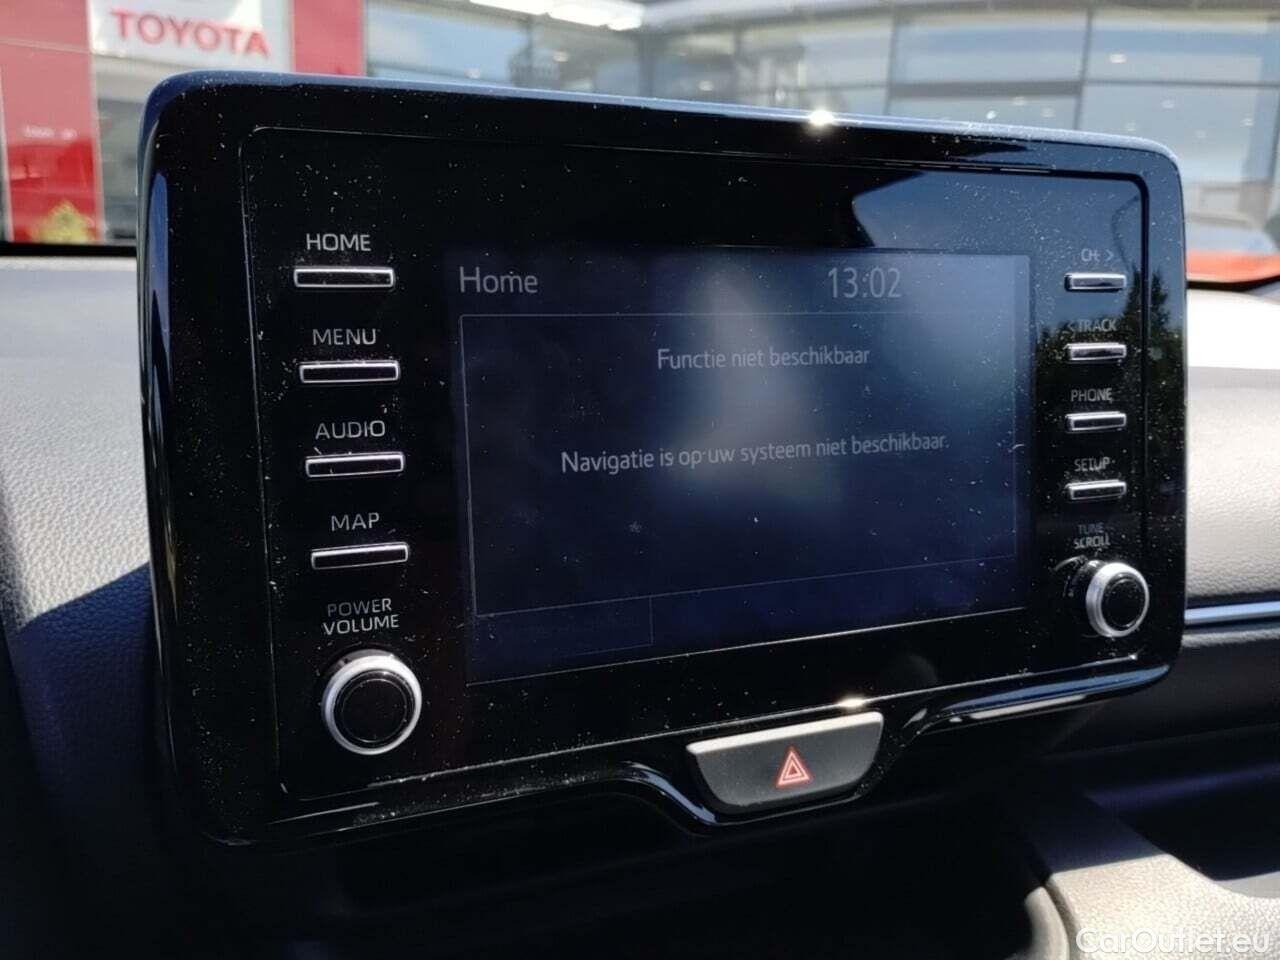 TOYOTA
HOME
MENU
AUDIO
MAP
POWER
VOLUME
Home 13:02
Functie niet beschikbaar
Navigatie is op uw systeem niet beschikbaar.
CH >
< TRACK
PHONE
SETUP
TUNE
SCROLL
CarOutlet.eu